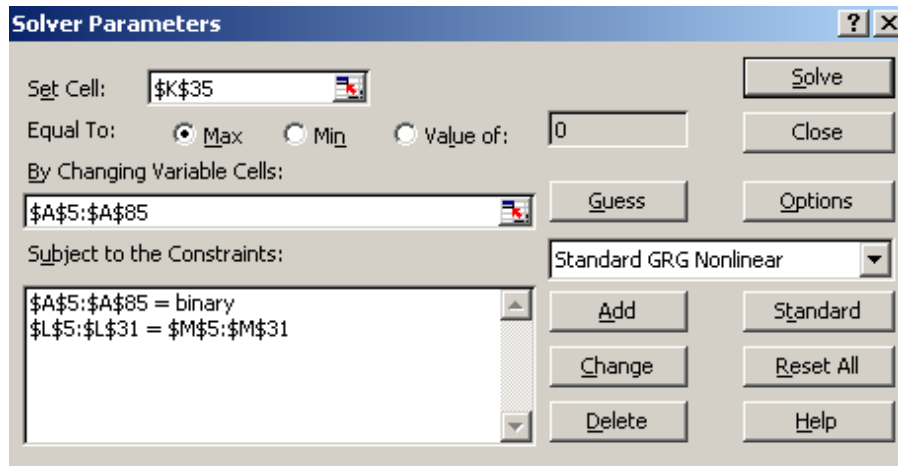 Solver Parameters
? X
Set Cell: $K$35 Solve
Equal To: Max Min Value of: 0 Close
By Changing Variable Cells:
$A$5:$A$85 Guess Options
Subject to the Constraints: Standard GRG Nonlinear
$A$5:$A$85 = binary Add Standard
$L$5:$L$31 = $M$5:$M$31
Change Reset All
Delete Help